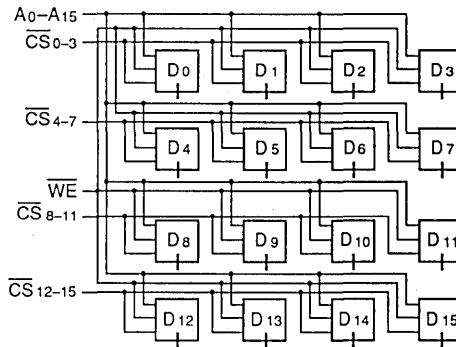 A0–A15
CS0-3
D0 D1 D2 D3
CS4-7
D4 D5 D6 D7
WE
CS8-11
D8 D9 D10 D11
CS12-15
D12 D13 D14 D15